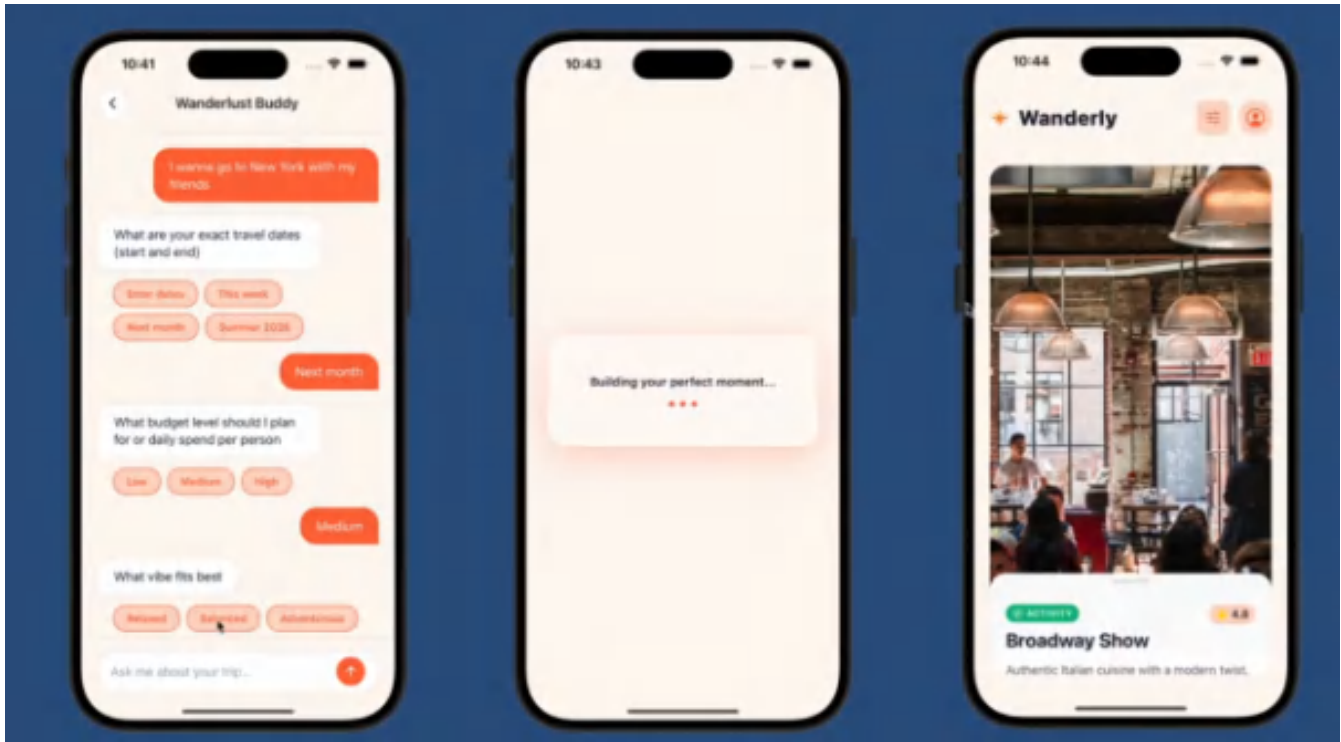 10:41
Wanderlust Buddy
I wanna go to New York with my
friends
What are your exact travel dates
(start and end)
Enter dates
This week
Next month
Summer 2026
Next month
What budget level should I plan
for or daily spend per person
Low
Medium
High
Medium
What vibe fits best
Relaxed
Balanced
Adventurous
Ask me about your trip...
10:43
Building your perfect moment...
10:44
Wanderly
ACTIVITY
4.8
Broadway Show
Authentic Italian cuisine with a modern twist.